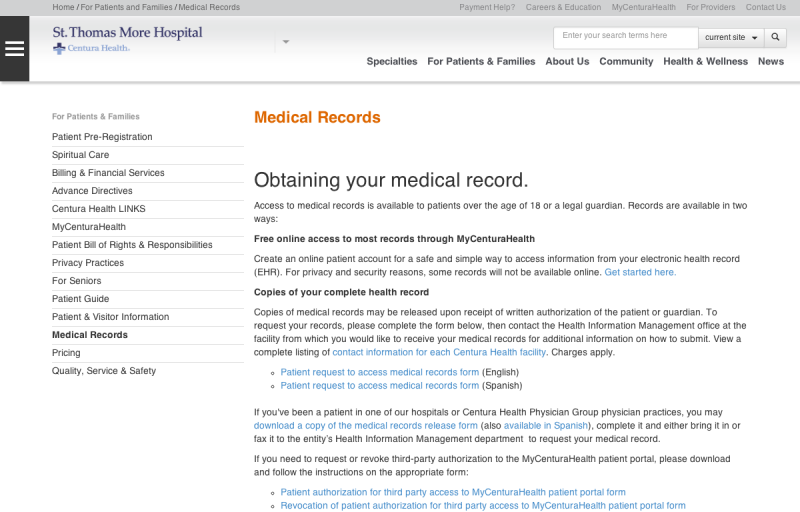 Home / For Patients and Families / Medical Records
Payment Help? Careers & Education MyCenturaHealth For Providers Contact Us
St. Thomas More Hospital
Centura Health.
Enter your search terms here
current site
Specialties For Patients & Families About Us Community Health & Wellness News
For Patients & Families
Patient Pre-Registration
Spiritual Care
Billing & Financial Services
Advance Directives
Centura Health LINKS
MyCenturaHealth
Patient Bill of Rights & Responsibilities
Privacy Practices
For Seniors
Patient Guide
Patient & Visitor Information
Medical Records
Pricing
Quality, Service & Safety
Medical Records
Obtaining your medical record.
Access to medical records is available to patients over the age of 18 or a legal guardian. Records are available in two
ways:
Free online access to most records through MyCenturaHealth
Create an online patient account for a safe and simple way to access information from your electronic health record
(EHR). For privacy and security reasons, some records will not be available online. Get started here.
Copies of your complete health record
Copies of medical records may be released upon receipt of written authorization of the patient or guardian. To
request your records, please complete the form below, then contact the Health Information Management office at the
facility from which you would like to receive your medical records for additional information on how to submit. View a
complete listing of contact information for each Centura Health facility. Charges apply.
Patient request to access medical records form (English)
Patient request to access medical records form (Spanish)
If you've been a patient in one of our hospitals or Centura Health Physician Group physician practices, you may
download a copy of the medical records release form (also available in Spanish), complete it and either bring it in or
fax it to the entity's Health Information Management department to request your medical record.
If you need to request or revoke third-party authorization to the MyCenturaHealth patient portal, please download
and follow the instructions on the appropriate form:
Patient authorization for third party access to MyCenturaHealth patient portal form
Revocation of patient authorization for third party access to MyCenturaHealth patient portal form